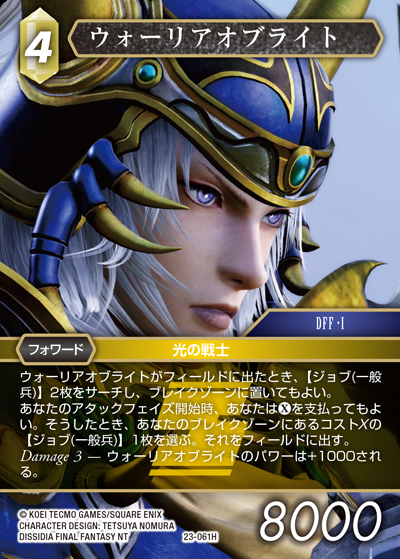 4
ウォーリアオブライト
DFF・I
フォワード
光の戦士
ウォーリアオブライトがフィールドに出たとき、【ジョブ(一般
兵)】2枚をサーチし、ブレイクゾーンに置いてもよい。
あなたのアタックフェイズ開始時、あなたはXを支払ってもよ
い。そうしたとき、あなたのブレイクゾーンにあるコストXの
【ジョブ(一般兵)】1枚を選ぶ。それをフィールドに出す。
Damage 3 — ウォーリアオブライトのパワーは+1000され
る。
© KOEI TECMO GAMES/SQUARE ENIX
CHARACTER DESIGN: TETSUYA NOMURA
DISSIDIA FINAL FANTASY NT
23-061H
8000